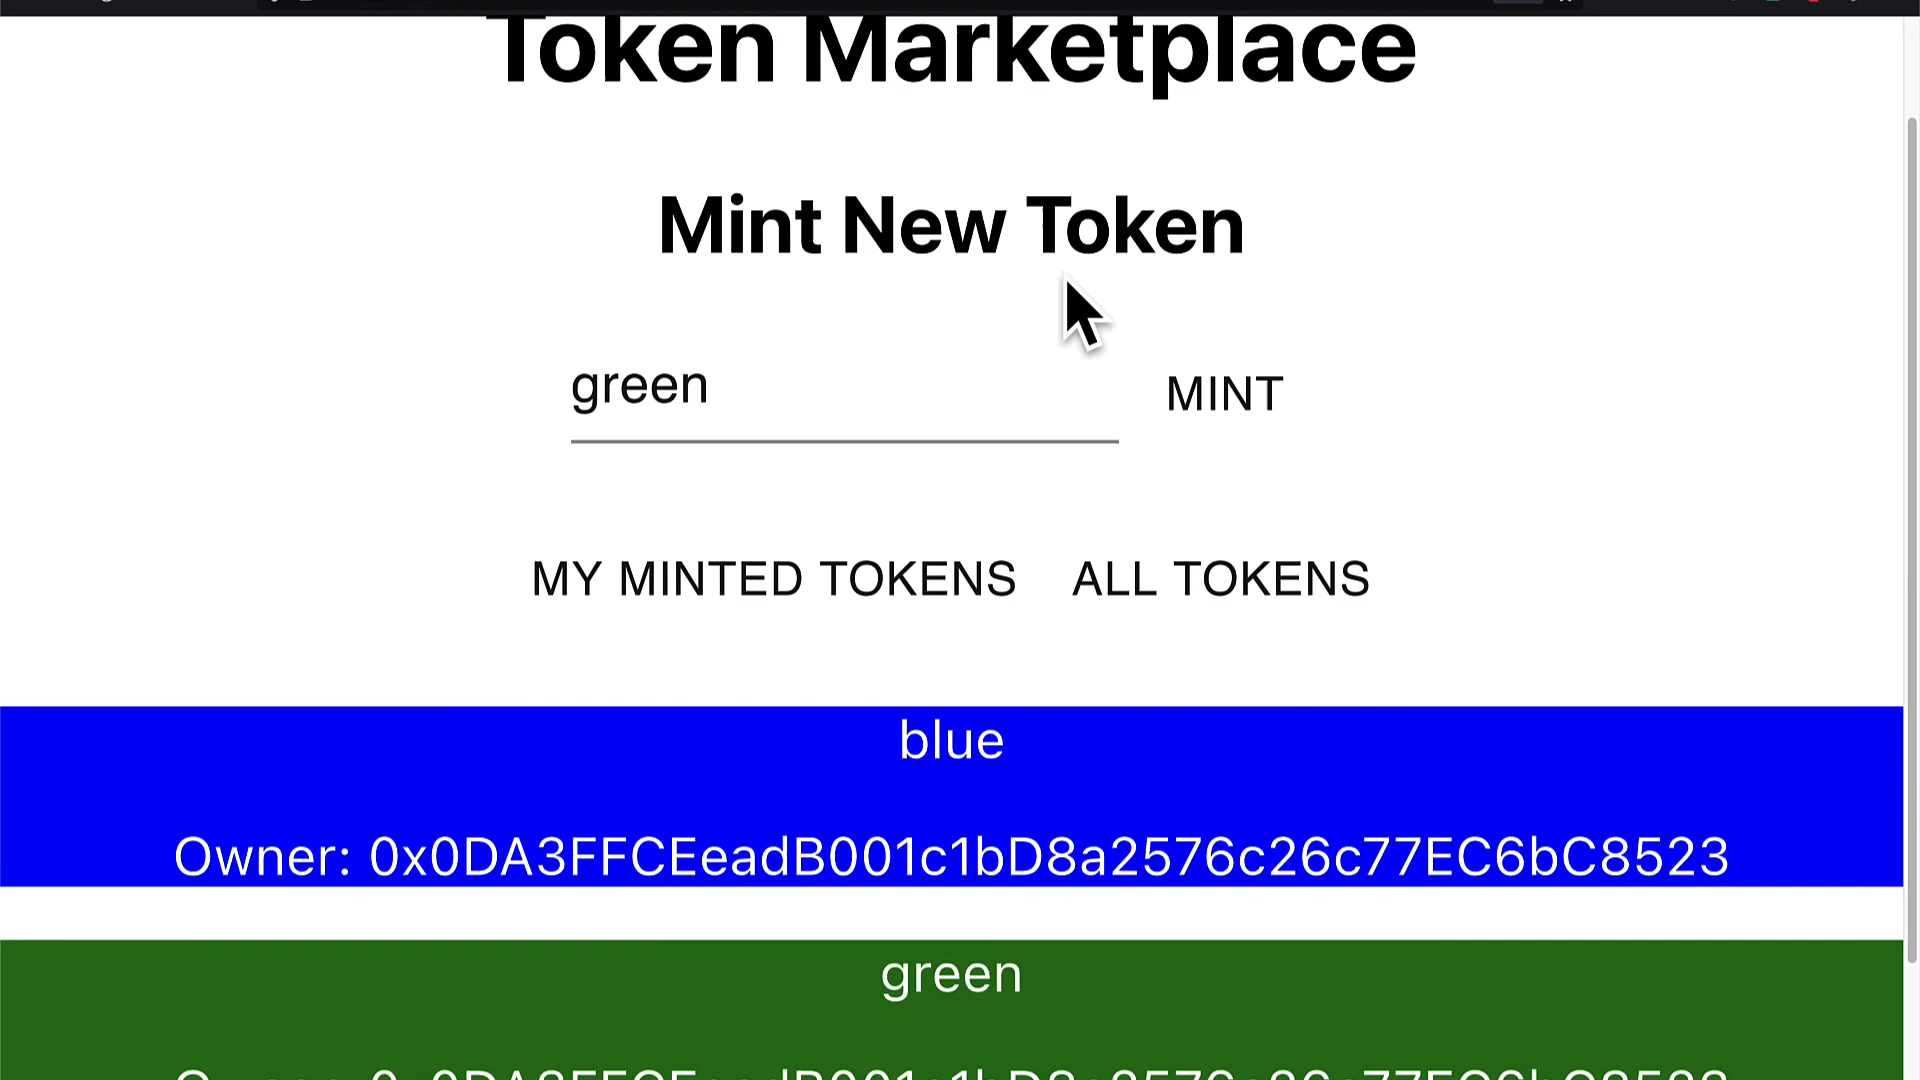 Token Marketplace
Mint New Token
green
MINT
MY MINTED TOKENS
ALL TOKENS
blue
Owner: 0x0DA3FFCEeadB001c1bD8a2576c26c77EC6bC8523
green